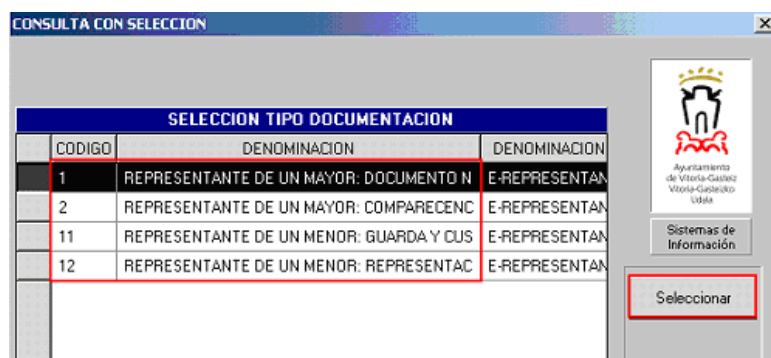 CONSULTA CON SELECCION
SELECCION TIPO DOCUMENTACION
CODIGO DENOMINACION DENOMINACION
1 REPRESENTANTE DE UN MAYOR: DOCUMENTO N E-REPRESENTAN
2 REPRESENTANTE DE UN MAYOR: COMPARECENC E-REPRESENTAN
11 REPRESENTANTE DE UN MENOR: GUARDA Y CUS E-REPRESENTAN
12 REPRESENTANTE DE UN MENOR: REPRESENTAC E-REPRESENTAN
Ayuntamiento
de Vitoria-Gasteiz
Vitoria-Gasteizko
Udala
Sistemas de
Información
Seleccionar